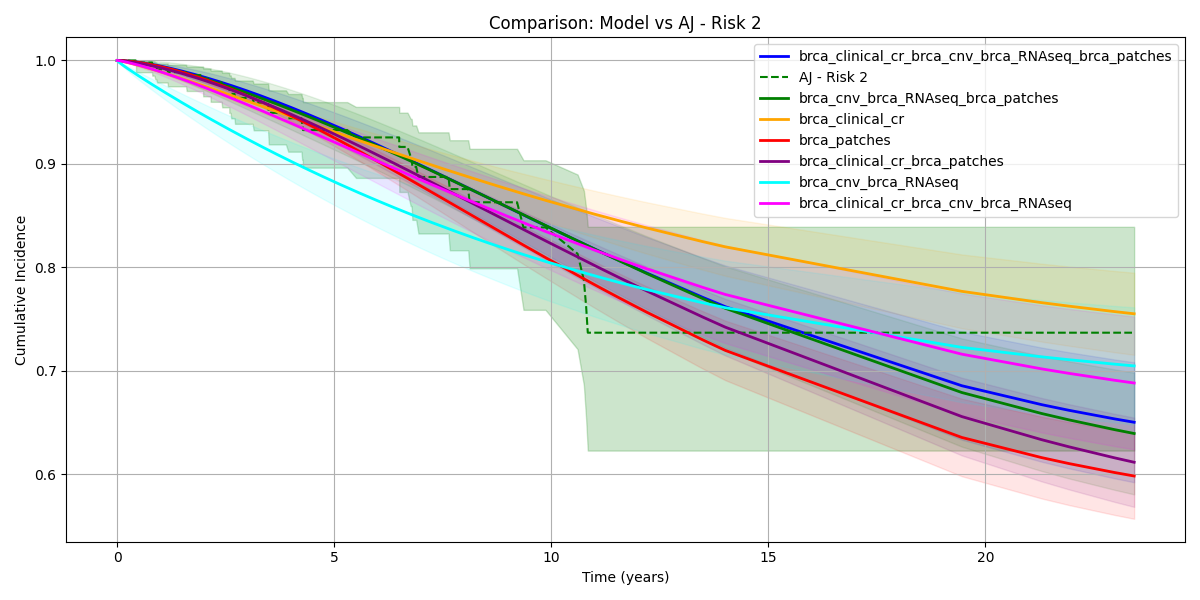 Comparison: Model vs AJ - Risk 2
Cumulative Incidence
1.0
0.9
0.8
0.7
0.6
brca_clinical_cr_brca_cnv_brca_RNAseq_brca_patches
AJ - Risk 2
brca_cnv_brca_RNAseq_brca_patches
brca_clinical_cr
brca_patches
brca_clinical_cr_brca_patches
brca_cnv_brca_RNAseq
brca_clinical_cr_brca_cnv_brca_RNAseq
0
5
10
15
20
Time (years)